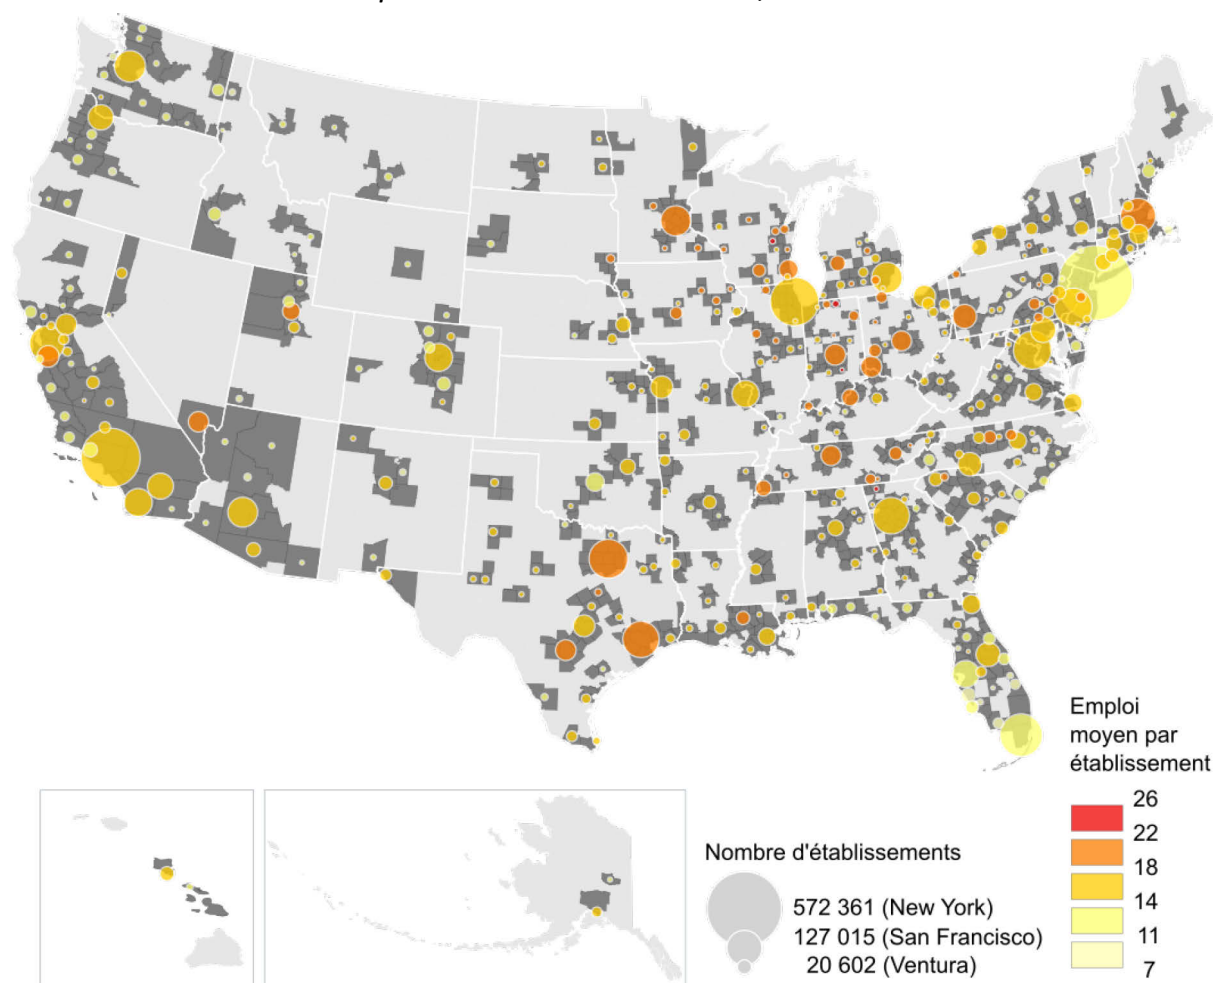 Emploi
moyen par
établissement
26
22
18
14
11
7
Nombre d'établissements
572 361 (New York)
127 015 (San Francisco)
20 602 (Ventura)